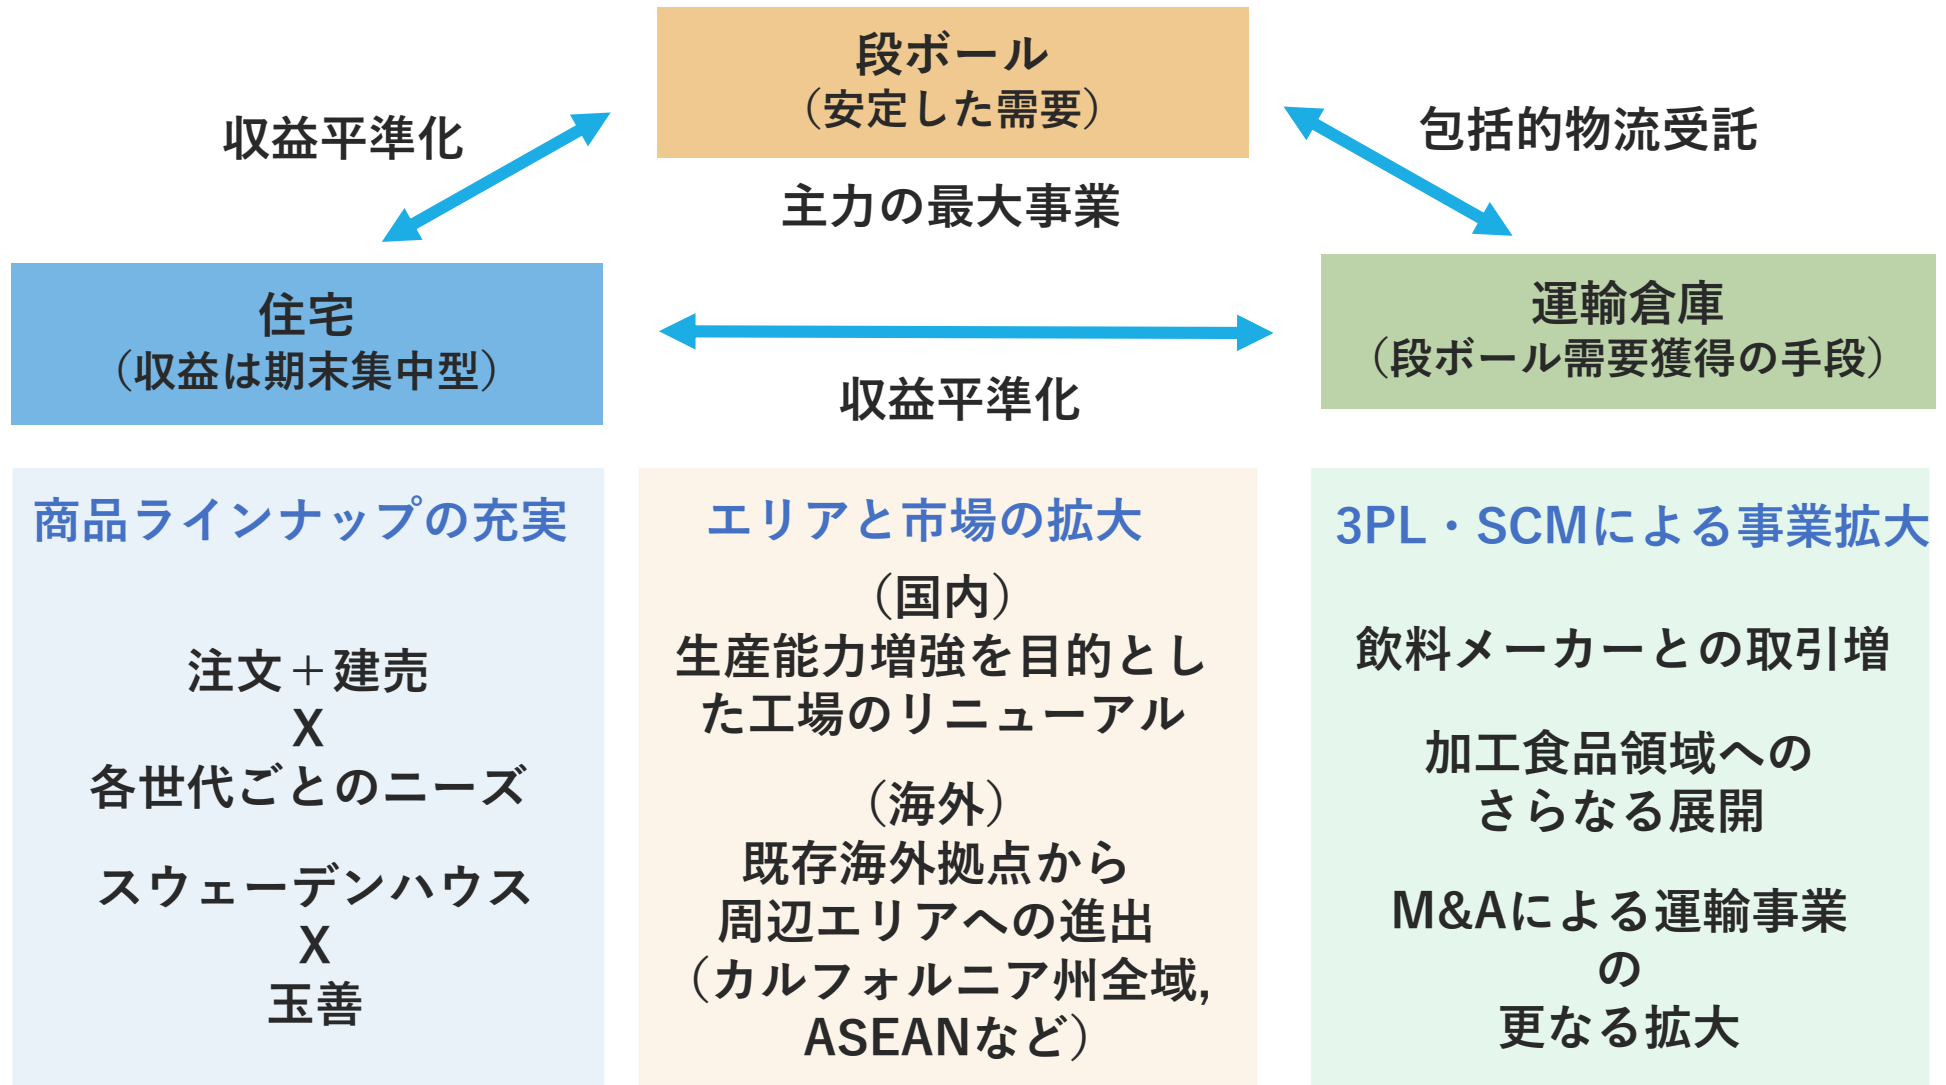 段ボール
（安定した需要）
収益平準化
包括的物流受託
主力の最大事業
住宅
（収益は期末集中型）
運輸倉庫
（段ボール需要獲得の手段）
収益平準化
商品ラインナップの充実
注文＋建売
X
各世代ごとのニーズ
スウェーデンハウス
X
玉善
エリアと市場の拡大
（国内）
生産能力増強を目的とし
た工場のリニューアル
（海外）
既存海外拠点から
周辺エリアへの進出
（カルフォルニア州全域,
ASEANなど）
3PL・SCMによる事業拡大
飲料メーカーとの取引増
加工食品領域への
さらなる展開
M&Aによる運輸事業
の
更なる拡大